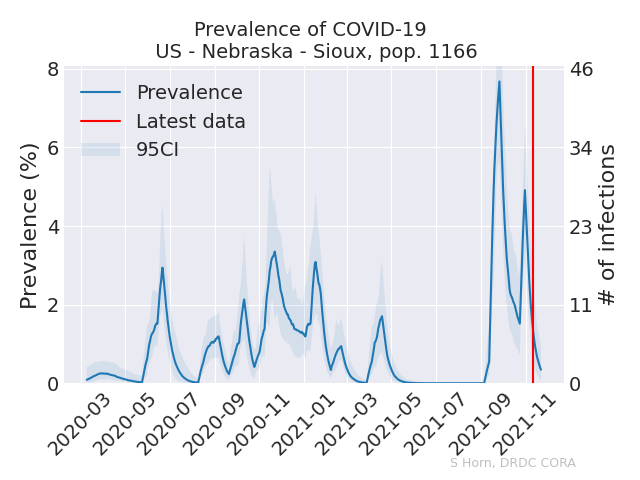 Prevalence of COVID-19
US - Nebraska - Sioux, pop. 1166
Prevalence
Latest data
95CI
Prevalence (%)
8
6
4
2
0
# of infections
46
34
23
11
0
2020-03
2020-05
2020-07
2020-09
2020-11
2021-01
2021-03
2021-05
2021-07
2021-09
2021-11
S Horn, DRDC CORA